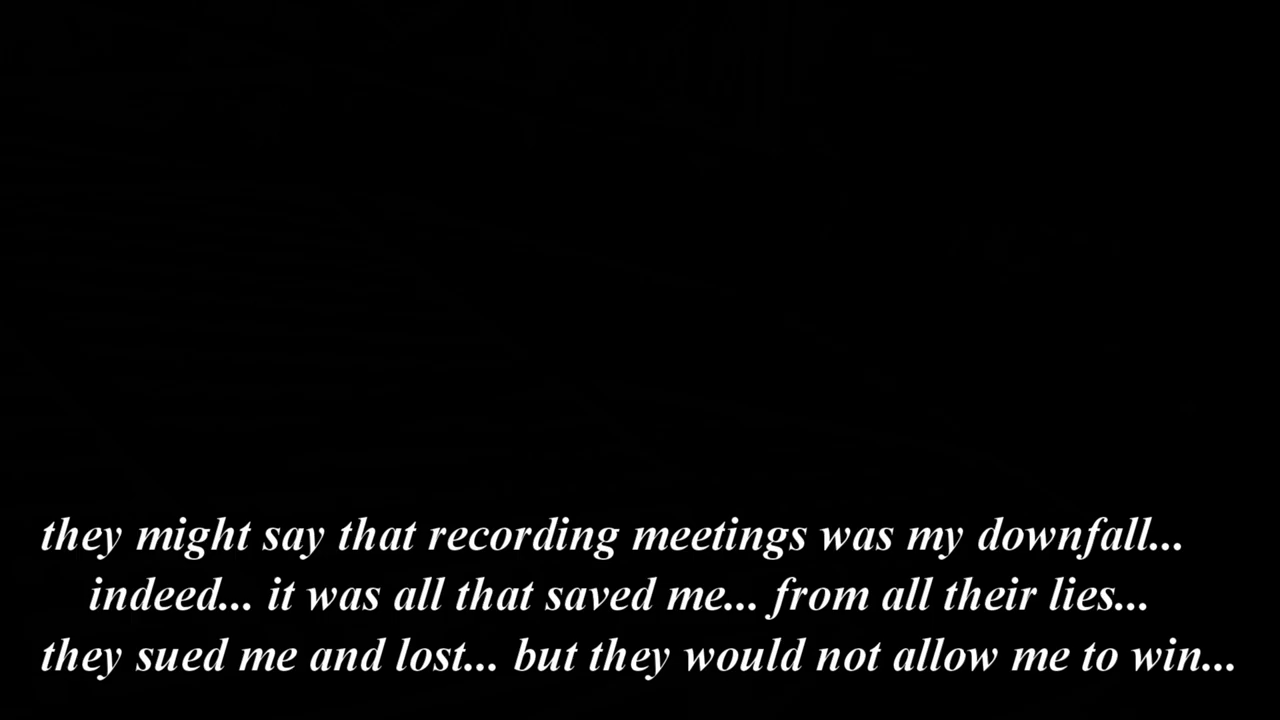 they might say that recording meetings was my downfall...
indeed... it was all that saved me... from all their lies...
they sued me and lost... but they would not allow me to win...